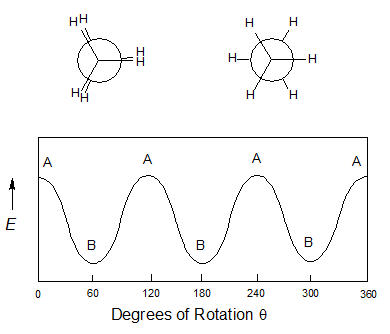 H H
H
H
H
H
H H
H H
H H
A A A A
B B B
E
0 60 120 180 240 300 360
Degrees of Rotation θ